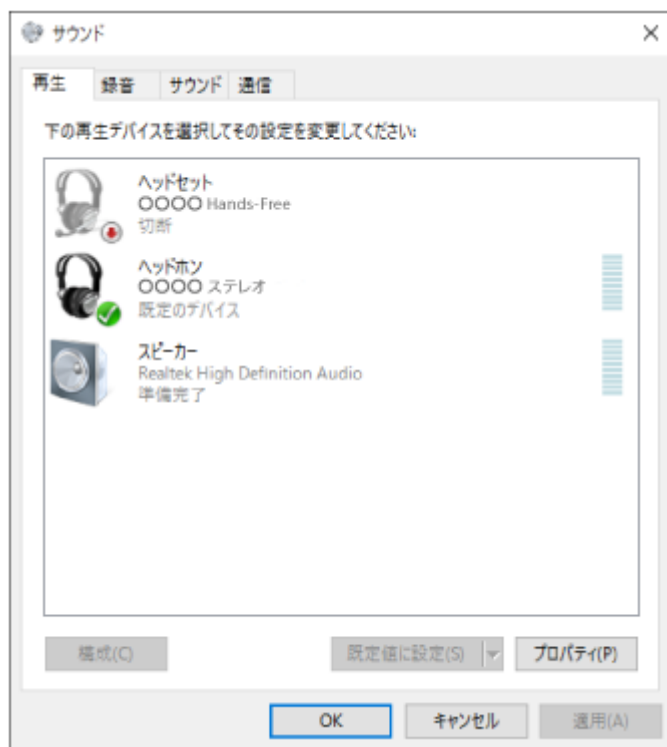 サウンド
再生 録音 サウンド 通信
下の再生デバイスを選択してその設定を変更してください:
ヘッドセット
〇〇〇〇 Hands-Free
切断
ヘッドホン
〇〇〇〇 ステレオ
既定のデバイス
スピーカー
Realtek High Definition Audio
準備完了
構成(C) 既定値に設定(S) プロパティ(P)
OK キャンセル 適用(A)